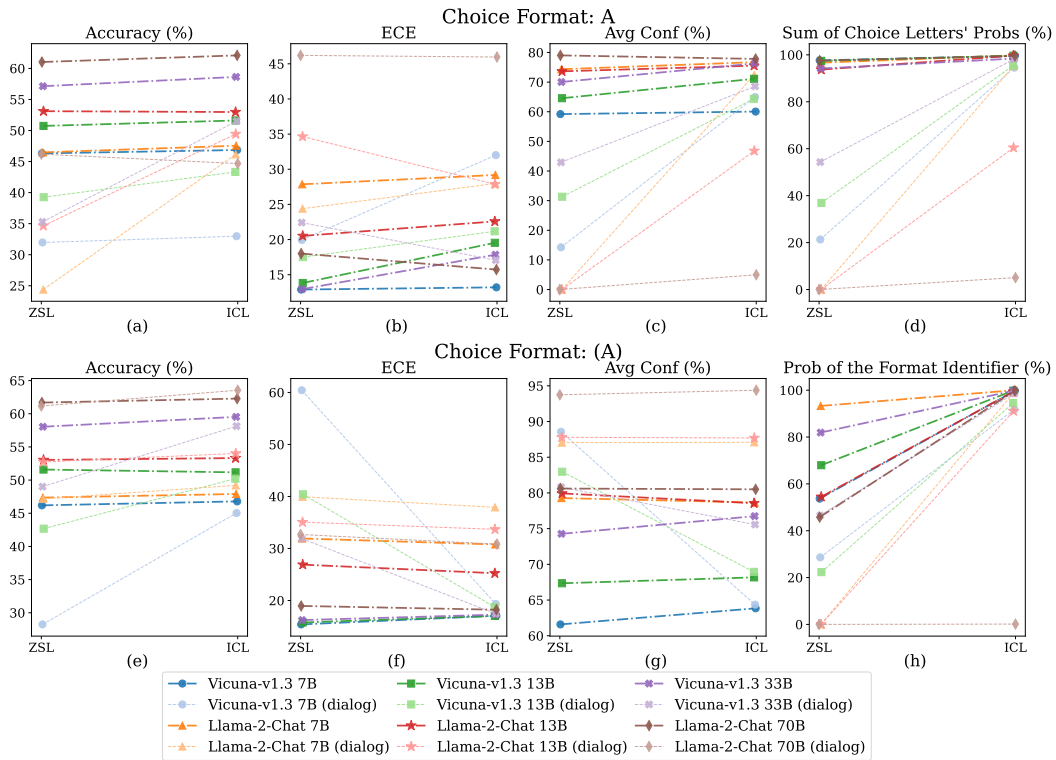 Choice Format: A
Accuracy (%)
ECE
Avg Conf (%)
Sum of Choice Letters' Probs (%)
60
55
50
45
40
35
30
25
ZSL
ICL
(a)
45
40
35
30
25
20
15
ZSL
ICL
(b)
80
70
60
50
40
30
20
10
0
ZSL
ICL
(c)
100
80
60
40
20
0
ZSL
ICL
(d)
Choice Format: (A)
Accuracy (%)
ECE
Avg Conf (%)
Prob of the Format Identifier (%)
65
60
55
50
45
40
35
30
ZSL
ICL
(e)
60
50
40
30
20
ZSL
ICL
(f)
95
90
85
80
75
70
65
60
ZSL
ICL
(g)
100
80
60
40
20
0
ZSL
ICL
(h)
Vicuna-v1.3 7B
Vicuna-v1.3 7B (dialog)
Llama-2-Chat 7B
Llama-2-Chat 7B (dialog)
Vicuna-v1.3 13B
Vicuna-v1.3 13B (dialog)
Llama-2-Chat 13B
Llama-2-Chat 13B (dialog)
Vicuna-v1.3 33B
Vicuna-v1.3 33B (dialog)
Llama-2-Chat 70B
Llama-2-Chat 70B (dialog)